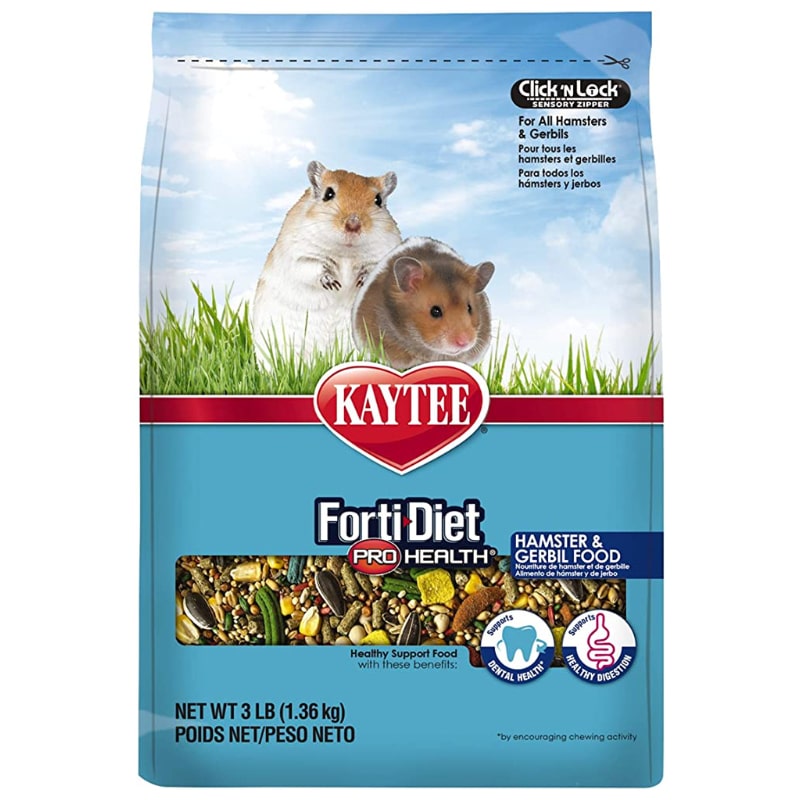 Click 'N Lock®
SENSORY ZIPPER
For All Hamsters
& Gerbils
Pour tous les
hamsters et gerbilles
Para todos los
hámsters y jerbos
KAYTEE®
Forti-Diet
PRO HEALTH®
HAMSTER &
GERBIL FOOD
Nourriture de hamster et de gerbille
Alimento de hámster y de jerbo
Healthy Support Food
with these benefits:
Supports
DENTAL HEALTH*
Supports
HEALTHY DIGESTION
NET WT 3 LB (1.36 kg)
POIDS NET/PESO NETO
*by encouraging chewing activity